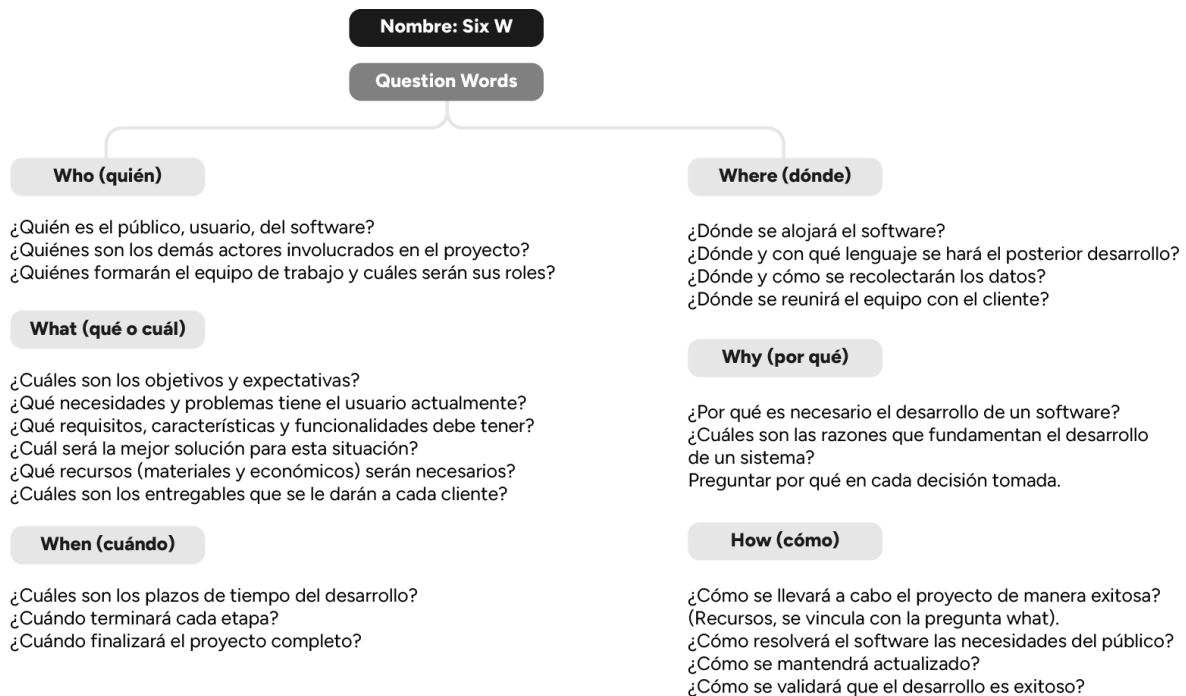 Nombre: Six W
Question Words
Who (quién)
¿Quién es el público, usuario, del software?
¿Quiénes son los demás actores involucrados en el proyecto?
¿Quiénes formarán el equipo de trabajo y cuáles serán sus roles?
What (qué o cuál)
¿Cuáles son los objetivos y expectativas?
¿Qué necesidades y problemas tiene el usuario actualmente?
¿Qué requisitos, características y funcionalidades debe tener?
¿Cuál será la mejor solución para esta situación?
¿Qué recursos (materiales y económicos) serán necesarios?
¿Cuáles son los entregables que se le darán a cada cliente?
When (cuándo)
¿Cuáles son los plazos de tiempo del desarrollo?
¿Cuándo terminará cada etapa?
¿Cuándo finalizará el proyecto completo?
Where (dónde)
¿Dónde se alojará el software?
¿Dónde y con qué lenguaje se hará el posterior desarrollo?
¿Dónde y cómo se recolectarán los datos?
¿Dónde se reunirá el equipo con el cliente?
Why (por qué)
¿Por qué es necesario el desarrollo de un software?
¿Cuáles son las razones que fundamentan el desarrollo
de un sistema?
Preguntar por qué en cada decisión tomada.
How (cómo)
¿Cómo se llevará a cabo el proyecto de manera exitosa?
(Recursos, se vincula con la pregunta what).
¿Cómo resolverá el software las necesidades del público?
¿Cómo se mantendrá actualizado?
¿Cómo se validará que el desarrollo es exitoso?